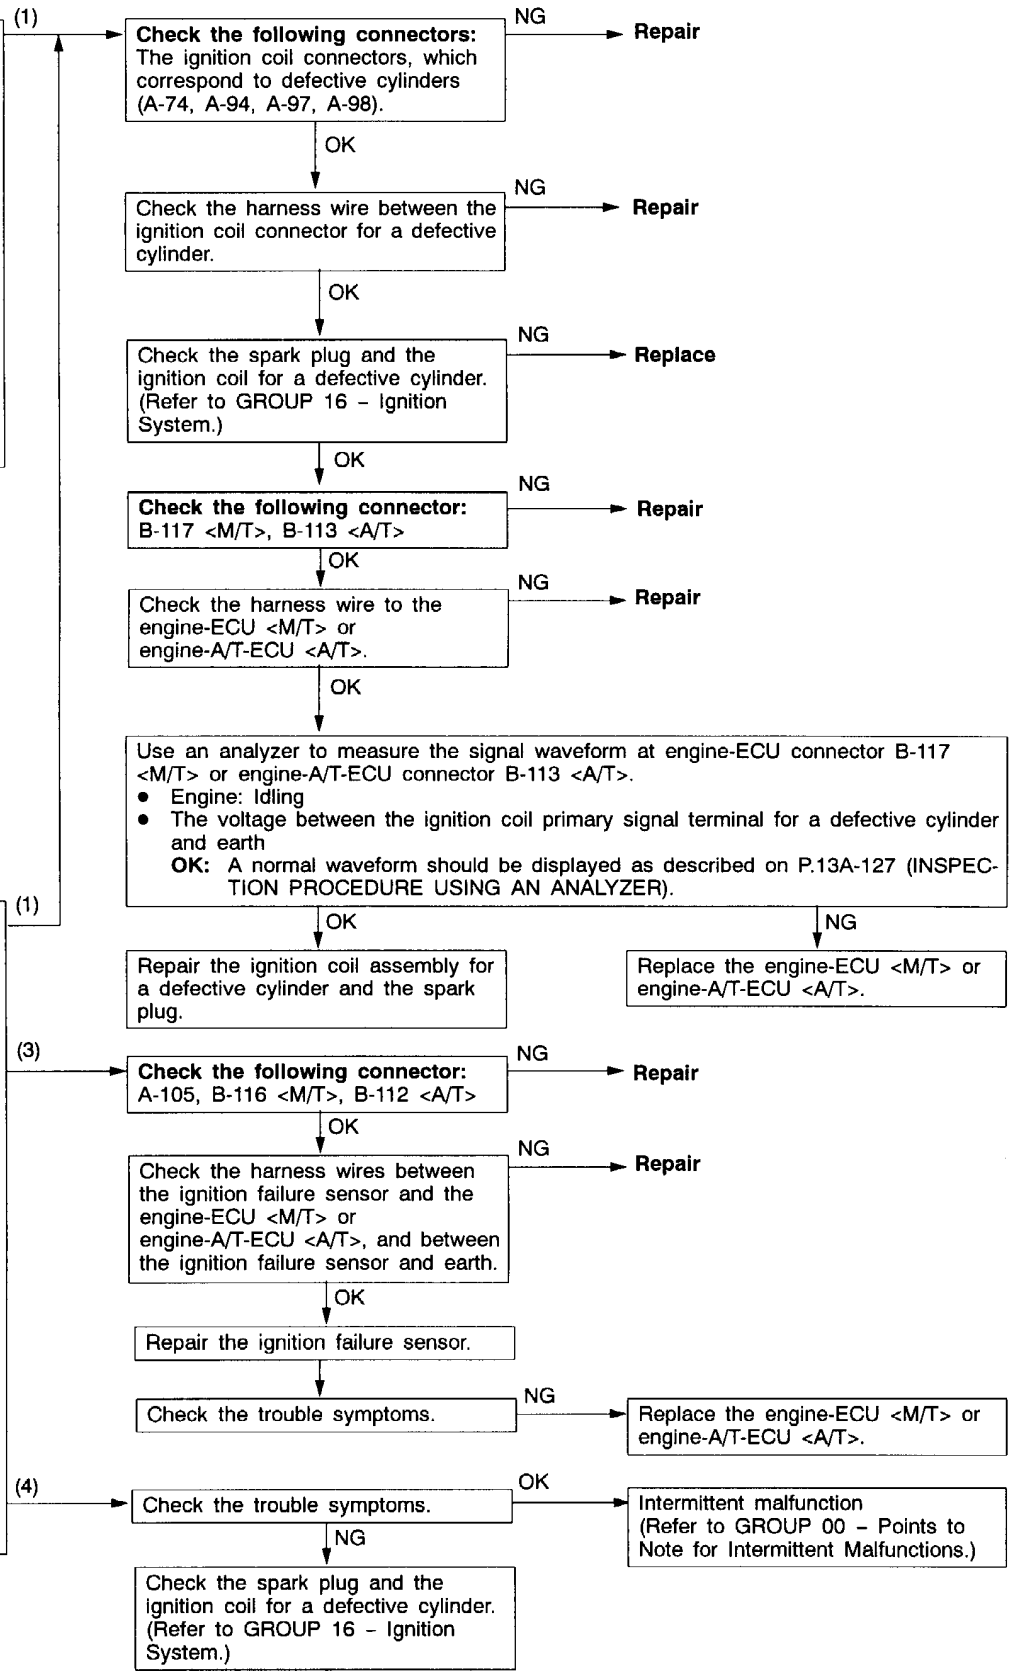 (1)
NG
Check the following connectors:
The ignition coil connectors, which
correspond to defective cylinders
(A-74, A-94, A-97, A-98).
Repair
OK
NG
Check the harness wire between the
ignition coil connector for a defective
cylinder.
Repair
OK
NG
Check the spark plug and the
ignition coil for a defective cylinder.
(Refer to GROUP 16 – Ignition
System.)
Replace
OK
NG
Check the following connector:
B-117 <M/T>, B-113 <A/T>
Repair
OK
NG
Check the harness wire to the
engine-ECU <M/T> or
engine-A/T-ECU <A/T>.
Repair
OK
Use an analyzer to measure the signal waveform at engine-ECU connector B-117
<M/T> or engine-A/T-ECU connector B-113 <A/T>.
● Engine: Idling
● The voltage between the ignition coil primary signal terminal for a defective cylinder
and earth
OK: A normal waveform should be displayed as described on P.13A-127 (INSPEC-
TION PROCEDURE USING AN ANALYZER).
(1)
OK
NG
Repair the ignition coil assembly for
a defective cylinder and the spark
plug.
Replace the engine-ECU <M/T> or
engine-A/T-ECU <A/T>.
(3)
NG
Check the following connector:
A-105, B-116 <M/T>, B-112 <A/T>
Repair
OK
NG
Check the harness wires between
the ignition failure sensor and the
engine-ECU <M/T> or
engine-A/T-ECU <A/T>, and between
the ignition failure sensor and earth.
Repair
OK
Repair the ignition failure sensor.
NG
Check the trouble symptoms.
Replace the engine-ECU <M/T> or
engine-A/T-ECU <A/T>.
(4)
OK
Check the trouble symptoms.
Intermittent malfunction
(Refer to GROUP 00 – Points to
Note for Intermittent Malfunctions.)
NG
Check the spark plug and the
ignition coil for a defective cylinder.
(Refer to GROUP 16 – Ignition
System.)